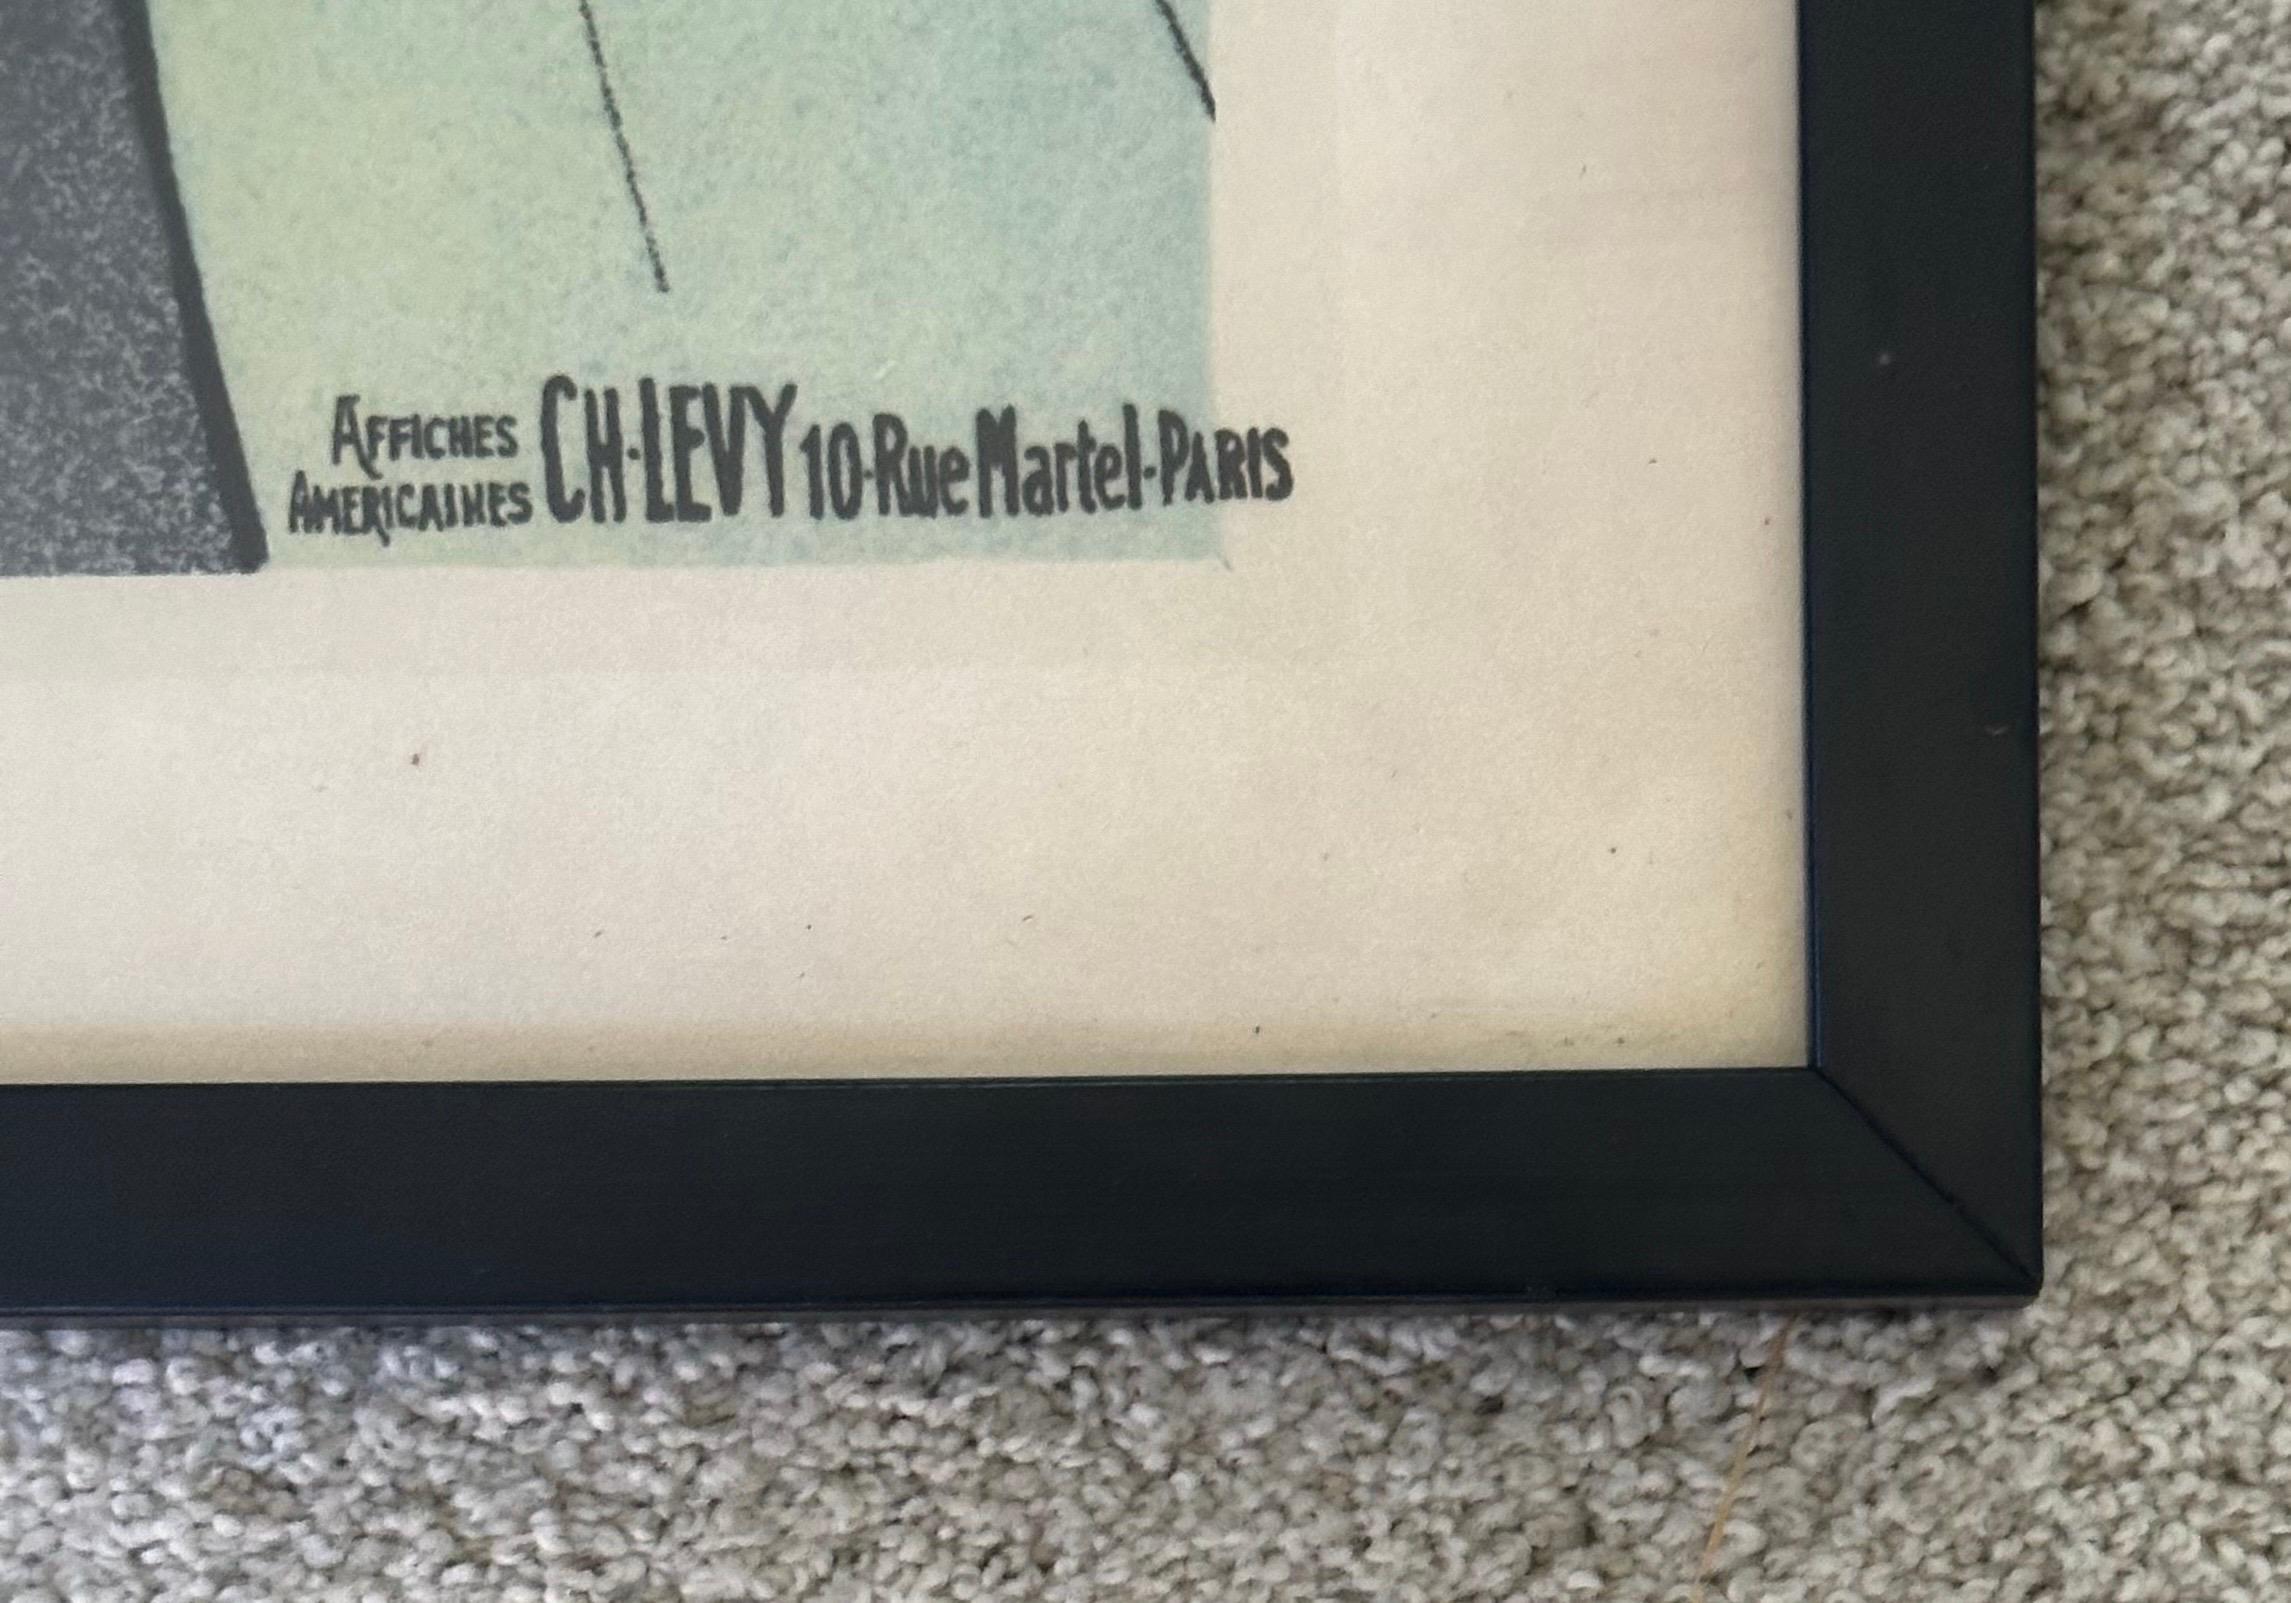 AFFICHES
AMERICAINES
CH·LEVY 10·Rue Martel-PARIS